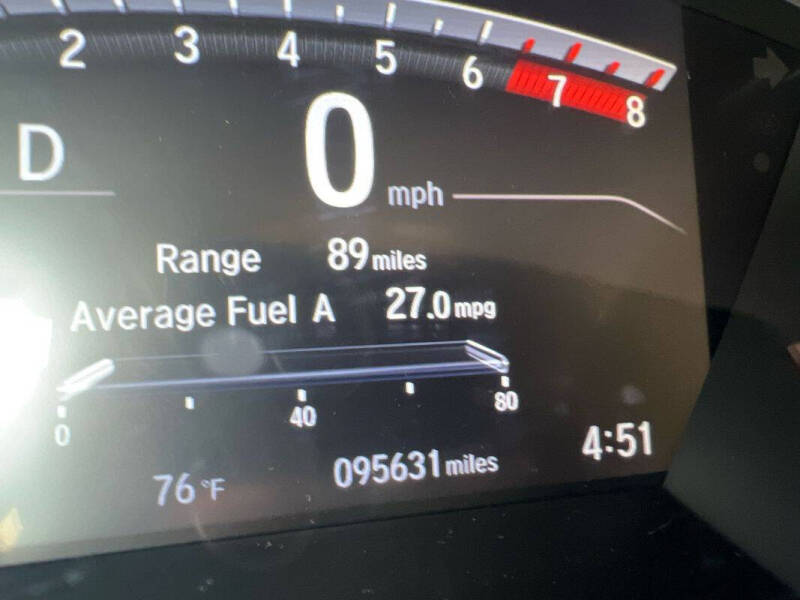 2 3 4 5 6 7 8
D 0 mph
Range 89 miles
Average Fuel A 27.0 mpg
0 40 80
76 °F 095631 miles 4:51